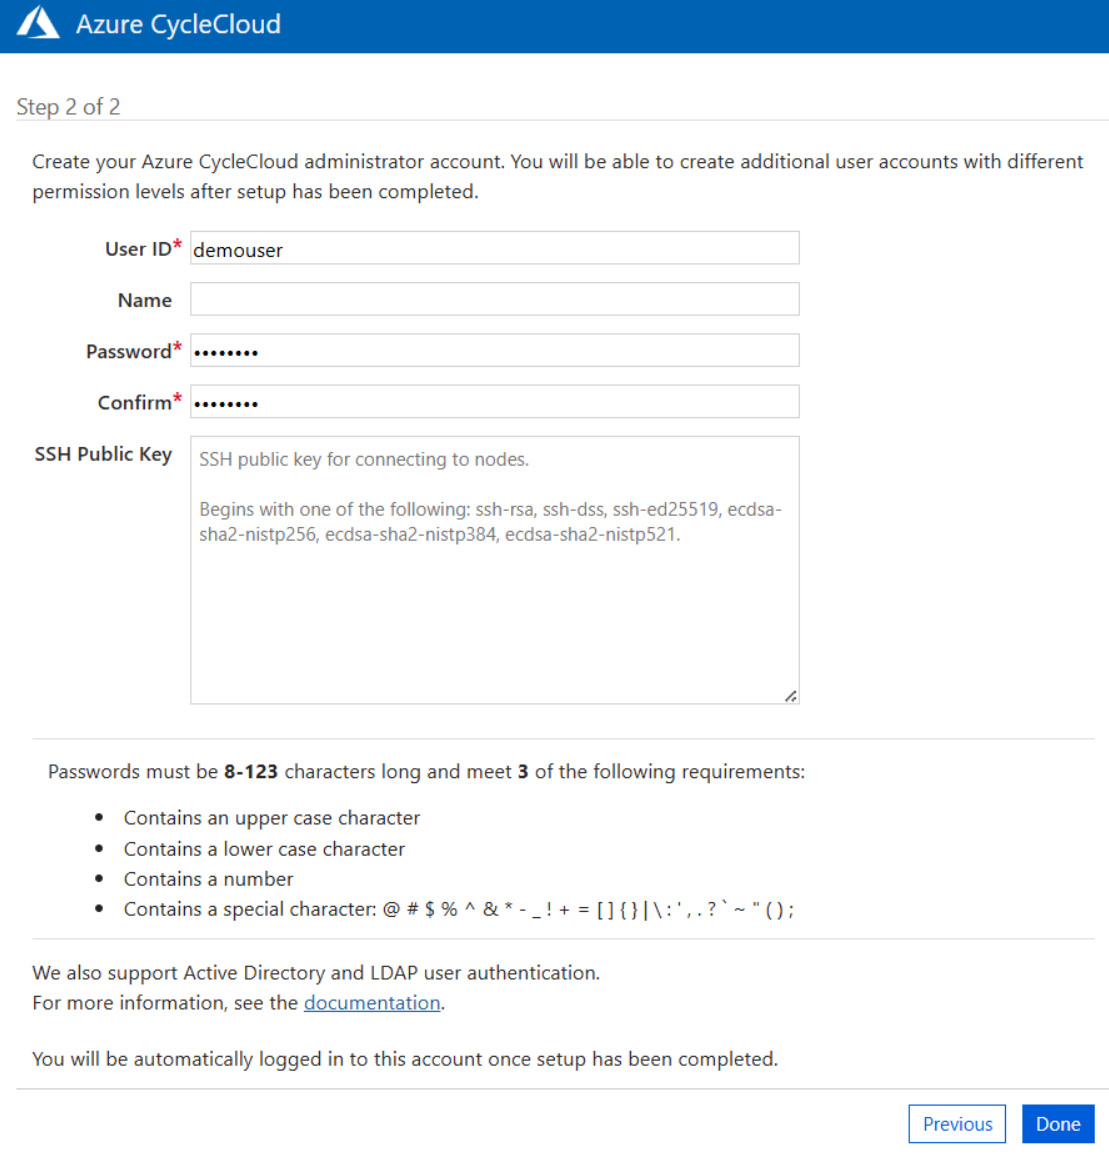 Azure CycleCloud
Step 2 of 2
Create your Azure CycleCloud administrator account. You will be able to create additional user accounts with different
permission levels after setup has been completed.
User ID* demouser
Name
Password* ••••••••
Confirm* ••••••••
SSH Public Key SSH public key for connecting to nodes.
Begins with one of the following: ssh-rsa, ssh-dss, ssh-ed25519, ecdsa-
sha2-nistp256, ecdsa-sha2-nistp384, ecdsa-sha2-nistp521.
Passwords must be 8-123 characters long and meet 3 of the following requirements:
• Contains an upper case character
• Contains a lower case character
• Contains a number
• Contains a special character: @ # $ % ^ & * - _ ! + = [ ] { } | \ : ' , . ? ` ~ " ( ) ;
We also support Active Directory and LDAP user authentication.
For more information, see the documentation.
You will be automatically logged in to this account once setup has been completed.
Previous Done